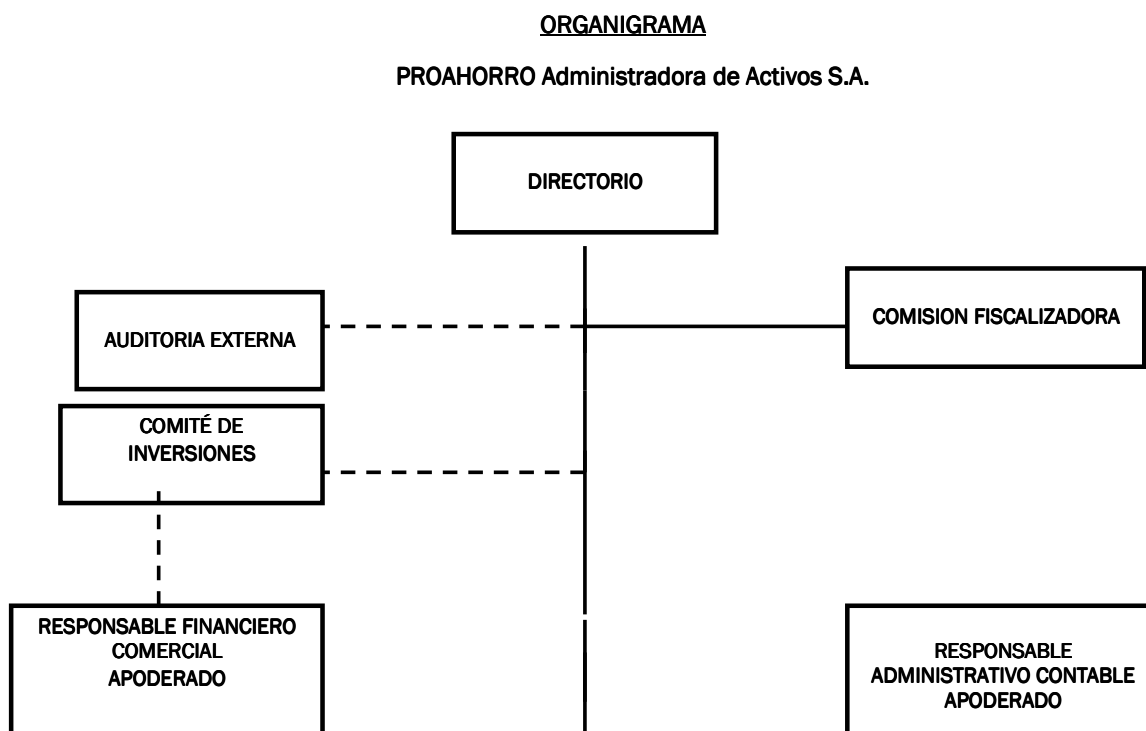 ORGANIGRAMA
PROAHORRO Administradora de Activos S.A.
DIRECTORIO
COMISION FISCALIZADORA
AUDITORIA EXTERNA
COMITÉ DE
INVERSIONES
RESPONSABLE FINANCIERO
COMERCIAL
APODERADO
RESPONSABLE
ADMINISTRATIVO CONTABLE
APODERADO